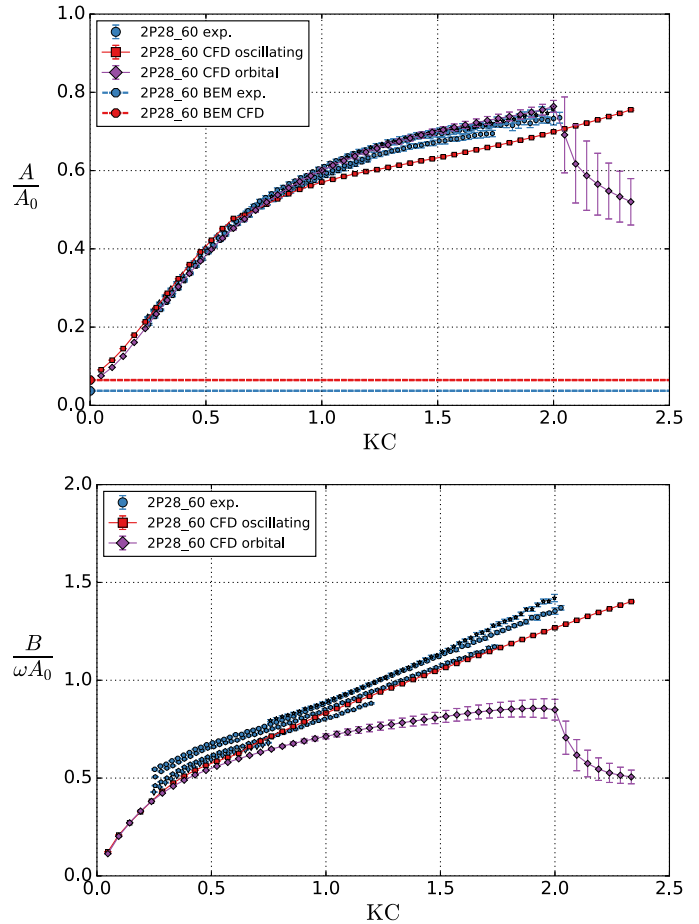 1.0
0.8
0.6
0.4
0.2
0.0
A
A0
2P28_60 exp.
2P28_60 CFD oscillating
2P28_60 CFD orbital
2P28_60 BEM exp.
2P28_60 BEM CFD
0.0 0.5 1.0 1.5 2.0 2.5
KC
2.0
1.5
1.0
0.5
0.0
B
ωA0
2P28_60 exp.
2P28_60 CFD oscillating
2P28_60 CFD orbital
0.0 0.5 1.0 1.5 2.0 2.5
KC